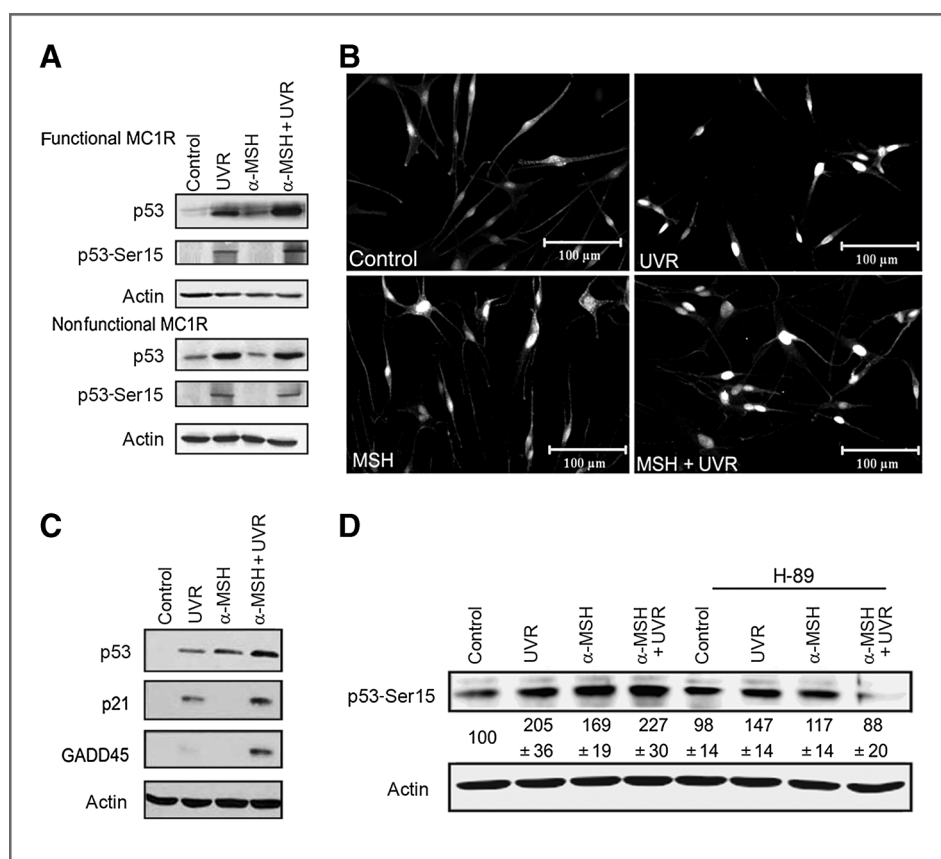 A
Functional MC1R
Control
UVR
α-MSH
α-MSH + UVR
p53
p53-Ser15
Actin
Nonfunctional MC1R
p53
p53-Ser15
Actin
B
100 µm
Control
100 µm
UVR
100 µm
MSH
100 µm
MSH + UVR
C
Control
UVR
α-MSH
α-MSH + UVR
p53
p21
GADD45
Actin
D
H-89
Control
UVR
α-MSH
α-MSH
+ UVR
Control
UVR
α-MSH
α-MSH
+ UVR
p53-Ser15
100 205 169 227 98 147 117 88
± 36 ± 19 ± 30 ± 14 ± 14 ± 14 ± 20
Actin